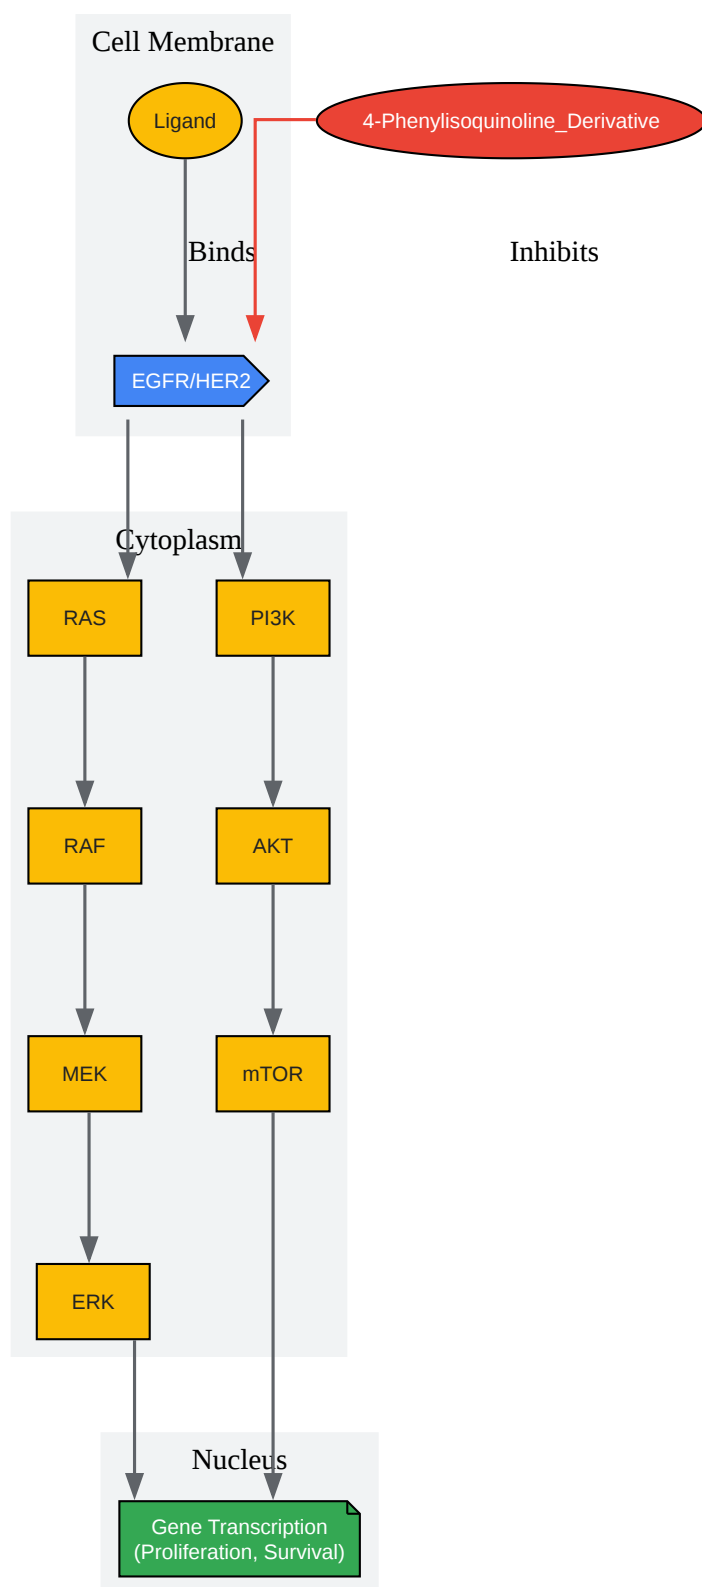 Cell Membrane
Ligand
4-Phenylisoquinoline_Derivative
Binds
Inhibits
EGFR/HER2
Cytoplasm
RAS
PI3K
RAF
AKT
MEK
mTOR
ERK
Nucleus
Gene Transcription
(Proliferation, Survival)